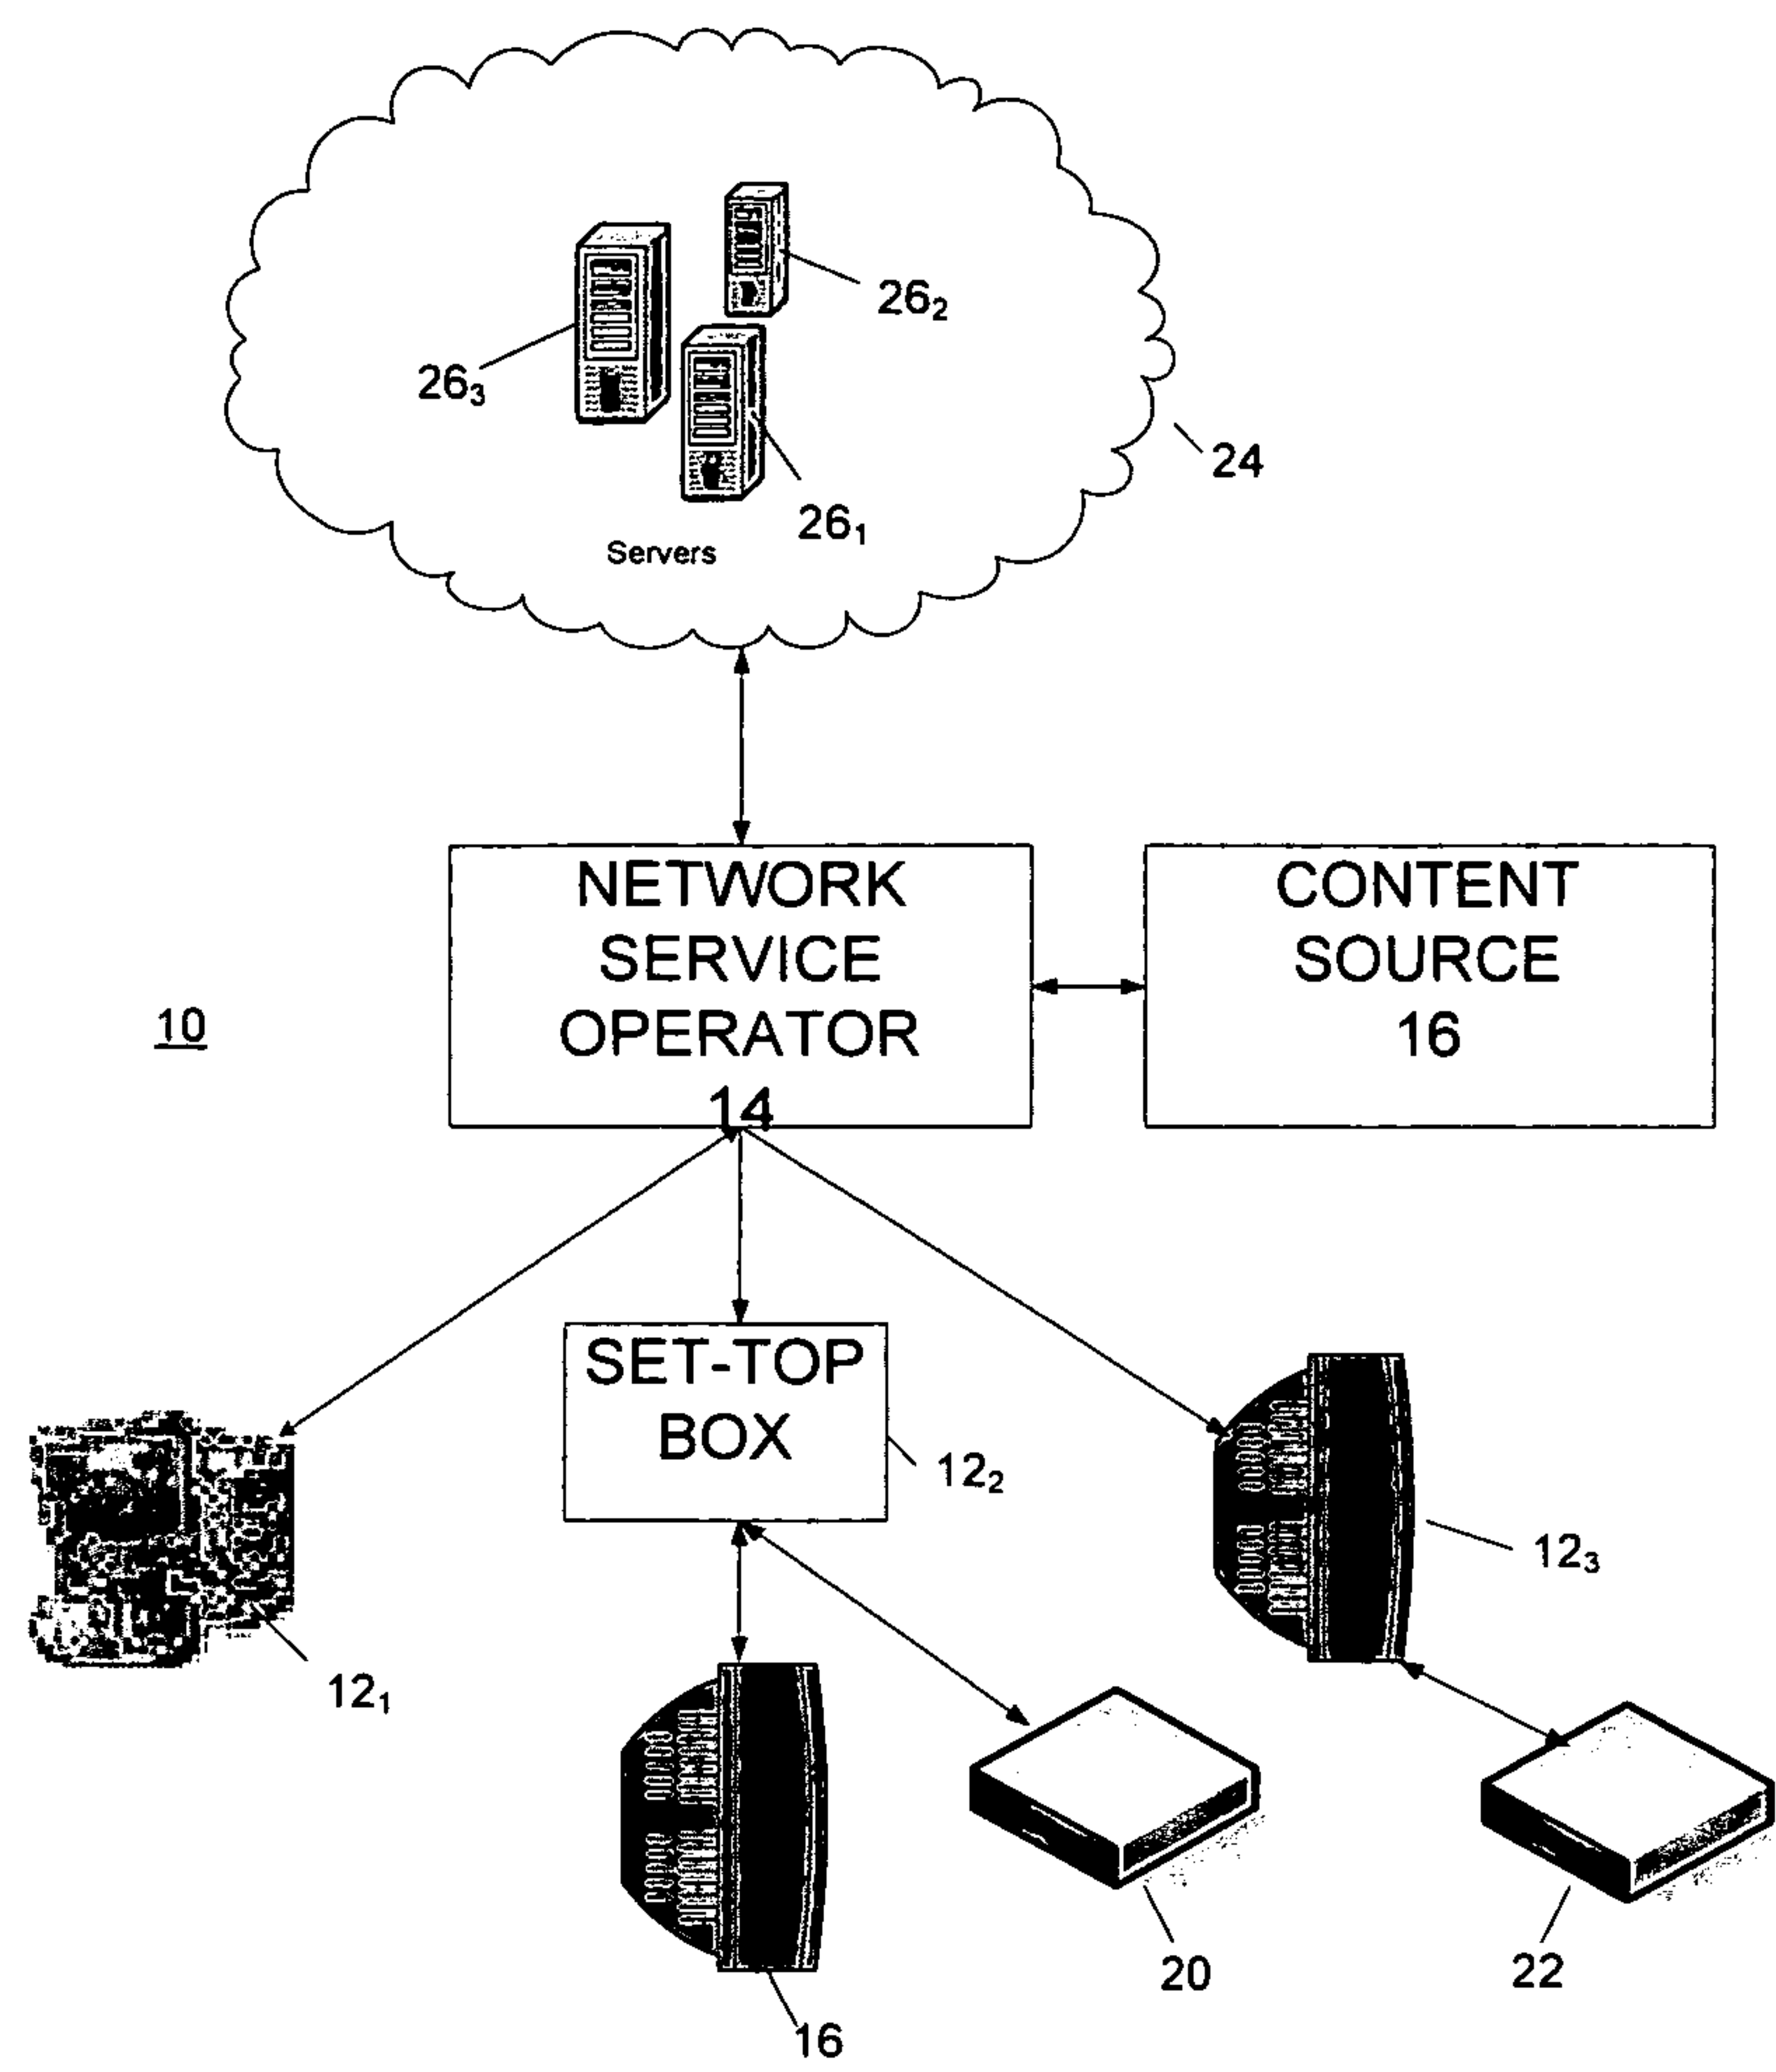 26₂
26₃
24
26₁
Servers
NETWORK
SERVICE
OPERATOR
14
CONTENT
SOURCE
16
10
SET-TOP
BOX
12₂
12₃
12₁
20
22
16